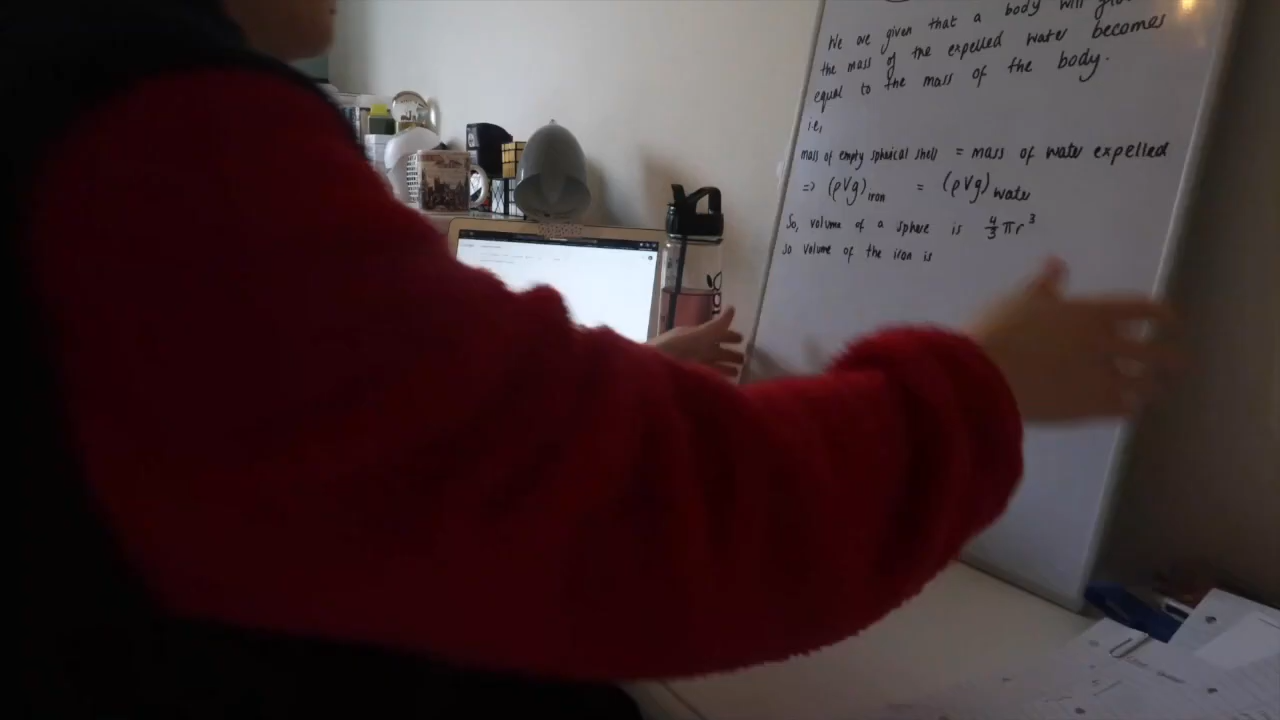 We are given that a body will
the mass of the expelled water becomes
equal to the mass of the body.
i.e,
mass of empty spherical shell = mass of water expelled
=> (ρVg)iron = (ρVg)water
So, volume of a sphere is 4/3 πr³
so volume of the iron is